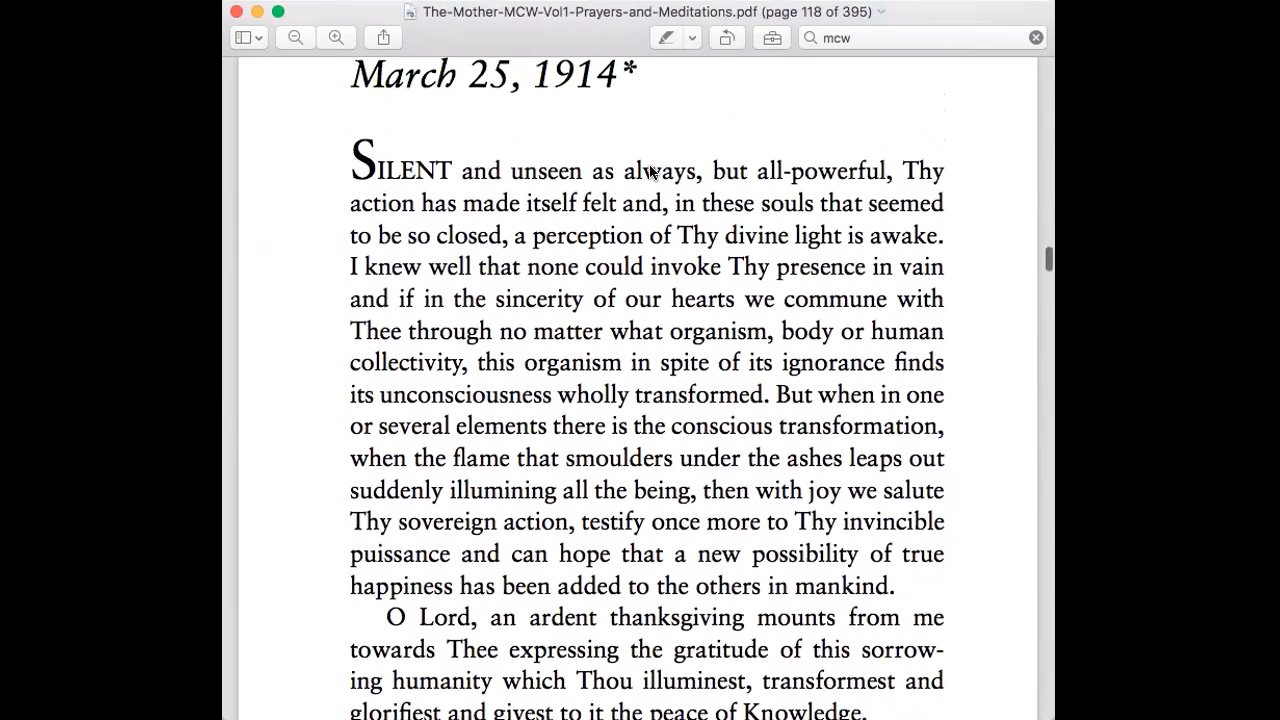 The-Mother-MCW-Vol1-Prayers-and-Meditations.pdf (page 118 of 395)
mcw
March 25, 1914*
SILENT and unseen as always, but all-powerful, Thy
action has made itself felt and, in these souls that seemed
to be so closed, a perception of Thy divine light is awake.
I knew well that none could invoke Thy presence in vain
and if in the sincerity of our hearts we commune with
Thee through no matter what organism, body or human
collectivity, this organism in spite of its ignorance finds
its unconsciousness wholly transformed. But when in one
or several elements there is the conscious transformation,
when the flame that smoulders under the ashes leaps out
suddenly illumining all the being, then with joy we salute
Thy sovereign action, testify once more to Thy invincible
puissance and can hope that a new possibility of true
happiness has been added to the others in mankind.
O Lord, an ardent thanksgiving mounts from me
towards Thee expressing the gratitude of this sorrow-
ing humanity which Thou illuminest, transformest and
glorifiest and givest to it the peace of Knowledge.